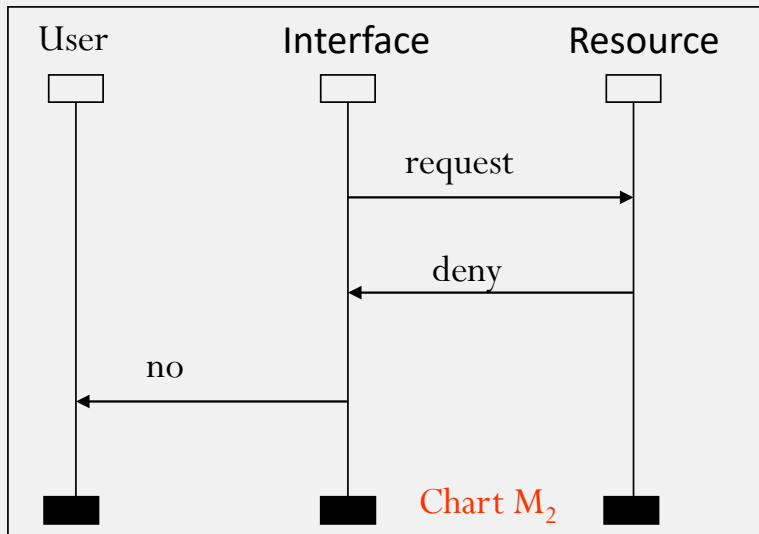 User Interface Resource
request
deny
no
Chart M₂